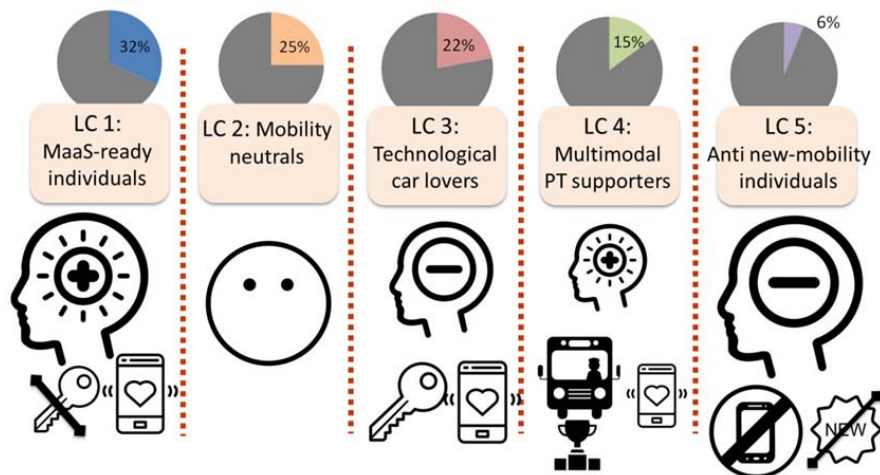 32%
25%
22%
15%
6%
LC 1:
MaaS-ready
individuals
LC 2: Mobility
neutrals
LC 3:
Technological
car lovers
LC 4:
Multimodal
PT supporters
LC 5:
Anti new-mobility
individuals
NEW